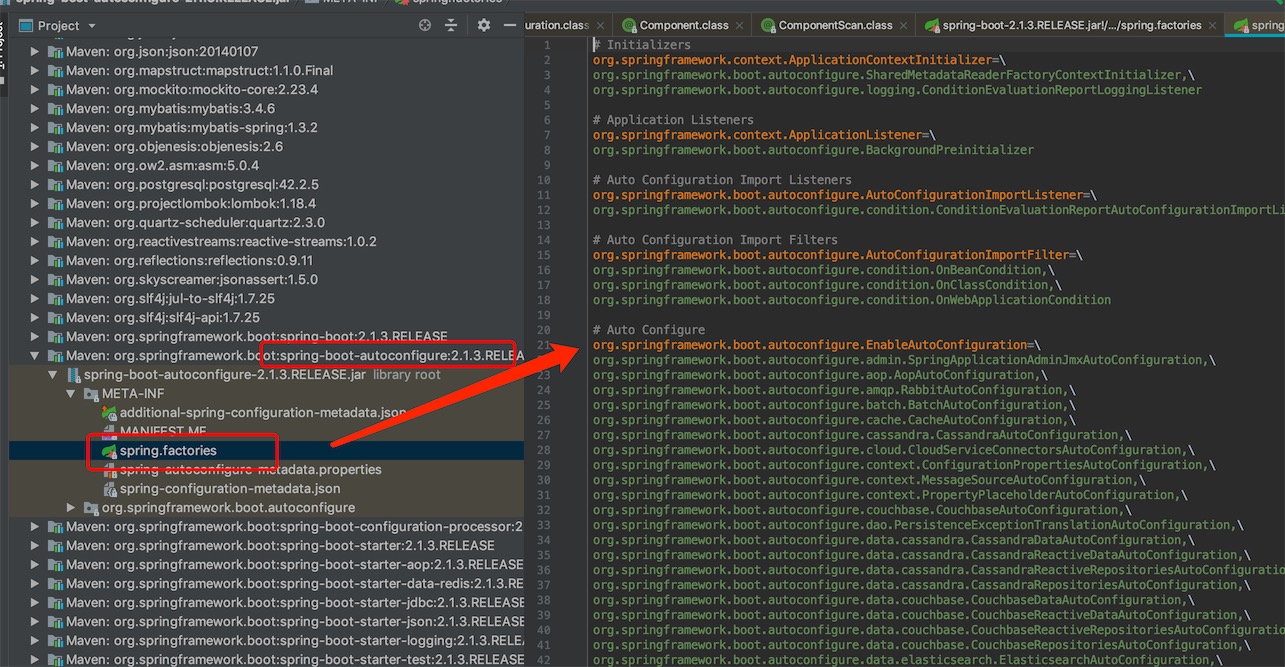 Project
Maven: org.json:json:20140107
Maven: org.mapstruct:mapstruct:1.1.0.Final
Maven: org.mockito:mockito-core:2.23.4
Maven: org.mybatis:mybatis:3.4.6
Maven: org.mybatis:mybatis-spring:1.3.2
Maven: org.objenesis:objenesis:2.6
Maven: org.ow2.asm:asm:5.0.4
Maven: org.postgresql:postgresql:42.2.5
Maven: org.projectlombok:lombok:1.18.4
Maven: org.quartz-scheduler:quartz:2.3.0
Maven: org.reactivestreams:reactive-streams:1.0.2
Maven: org.reflections:reflections:0.9.11
Maven: org.skyscreamer:jsonassert:1.5.0
Maven: org.slf4j:jul-to-slf4j:1.7.25
Maven: org.slf4j:slf4j-api:1.7.25
Maven: org.springframework.boot:spring-boot:2.1.3.RELEASE
Maven: org.springframework.boot:spring-boot-autoconfigure:2.1.3.RELEA
spring-boot-autoconfigure-2.1.3.RELEASE.jar library root
META-INF
additional-spring-configuration-metadata.json
MANIFEST.MF
spring.factories
spring-autoconfigure-metadata.properties
spring-configuration-metadata.json
org.springframework.boot.autoconfigure
Maven: org.springframework.boot:spring-boot-configuration-processor:2
Maven: org.springframework.boot:spring-boot-starter:2.1.3.RELEASE
Maven: org.springframework.boot:spring-boot-starter-aop:2.1.3.RELEASE
Maven: org.springframework.boot:spring-boot-starter-data-redis:2.1.3.RE
Maven: org.springframework.boot:spring-boot-starter-jdbc:2.1.3.RELEASE
Maven: org.springframework.boot:spring-boot-starter-json:2.1.3.RELEASE
Maven: org.springframework.boot:spring-boot-starter-logging:2.1.3.RELE
Maven: org.springframework.boot:spring-boot-starter-test:2.1.3.RELEASE
uration.class Component.class ComponentScan.class spring-boot-2.1.3.RELEASE.jar!/.../spring.factories spring
1 # Initializers
2 org.springframework.context.ApplicationContextInitializer=\
3 org.springframework.boot.autoconfigure.SharedMetadataReaderFactoryContextInitializer,\
4 org.springframework.boot.autoconfigure.logging.ConditionEvaluationReportLoggingListener
5
6 # Application Listeners
7 org.springframework.context.ApplicationListener=\
8 org.springframework.boot.autoconfigure.BackgroundPreinitializer
9
10 # Auto Configuration Import Listeners
11 org.springframework.boot.autoconfigure.AutoConfigurationImportListener=\
12 org.springframework.boot.autoconfigure.condition.ConditionEvaluationReportAutoConfigurationImportLi
13
14 # Auto Configuration Import Filters
15 org.springframework.boot.autoconfigure.AutoConfigurationImportFilter=\
16 org.springframework.boot.autoconfigure.condition.OnBeanCondition,\
17 org.springframework.boot.autoconfigure.condition.OnClassCondition,\
18 org.springframework.boot.autoconfigure.condition.OnWebApplicationCondition
19
20 # Auto Configure
21 org.springframework.boot.autoconfigure.EnableAutoConfiguration=\
org.springframework.boot.autoconfigure.admin.SpringApplicationAdminJmxAutoConfiguration,\
23 org.springframework.boot.autoconfigure.aop.AopAutoConfiguration,\
24 org.springframework.boot.autoconfigure.amqp.RabbitAutoConfiguration,\
25 org.springframework.boot.autoconfigure.batch.BatchAutoConfiguration,\
26 org.springframework.boot.autoconfigure.cache.CacheAutoConfiguration,\
27 org.springframework.boot.autoconfigure.cassandra.CassandraAutoConfiguration,\
28 org.springframework.boot.autoconfigure.cloud.CloudServiceConnectorsAutoConfiguration,\
29 org.springframework.boot.autoconfigure.context.ConfigurationPropertiesAutoConfiguration,\
30 org.springframework.boot.autoconfigure.context.MessageSourceAutoConfiguration,\
31 org.springframework.boot.autoconfigure.context.PropertyPlaceholderAutoConfiguration,\
32 org.springframework.boot.autoconfigure.couchbase.CouchbaseAutoConfiguration,\
33 org.springframework.boot.autoconfigure.dao.PersistenceExceptionTranslationAutoConfiguration,\
34 org.springframework.boot.autoconfigure.data.cassandra.CassandraDataAutoConfiguration,\
35 org.springframework.boot.autoconfigure.data.cassandra.CassandraReactiveDataAutoConfiguration,\
36 org.springframework.boot.autoconfigure.data.cassandra.CassandraReactiveRepositoriesAutoConfiguration
37 org.springframework.boot.autoconfigure.data.cassandra.CassandraRepositoriesAutoConfiguration,\
38 org.springframework.boot.autoconfigure.data.couchbase.CouchbaseDataAutoConfiguration,\
39 org.springframework.boot.autoconfigure.data.couchbase.CouchbaseReactiveDataAutoConfiguration,\
40 org.springframework.boot.autoconfigure.data.couchbase.CouchbaseReactiveRepositoriesAutoConfiguration
41 org.springframework.boot.autoconfigure.data.couchbase.CouchbaseRepositoriesAutoConfiguration,\
42 org.springframework.boot.autoconfigure.data.elasticsearch.ElasticsearchAutoConfiguration,\